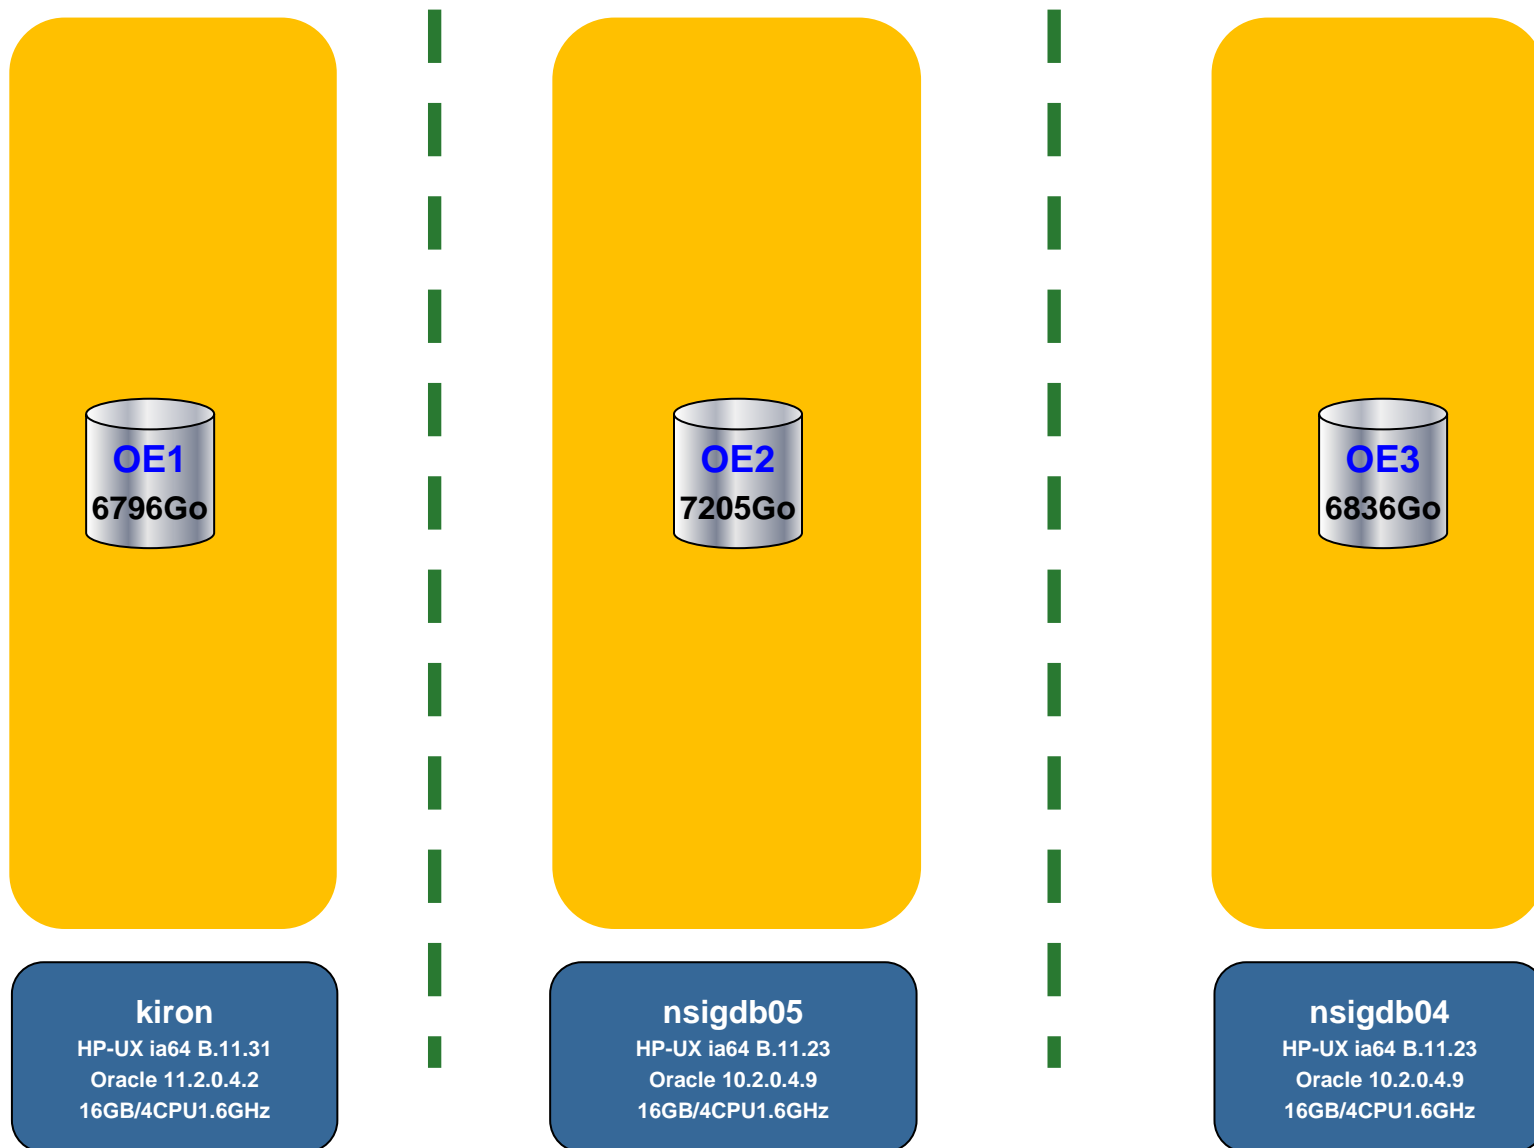 OE1
6796Go
OE2
7205Go
OE3
6836Go
kiron
HP-UX ia64 B.11.31
Oracle 11.2.0.4.2
16GB/4CPU1.6GHz
nsigdb05
HP-UX ia64 B.11.23
Oracle 10.2.0.4.9
16GB/4CPU1.6GHz
nsigdb04
HP-UX ia64 B.11.23
Oracle 10.2.0.4.9
16GB/4CPU1.6GHz